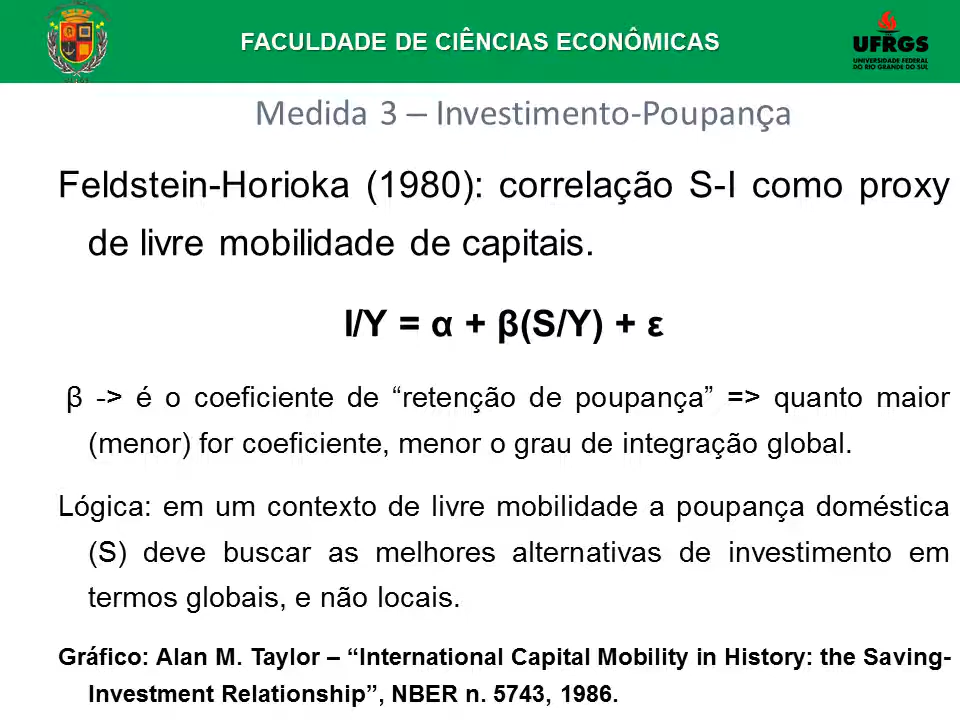 FACULDADE DE CIÊNCIAS ECONÔMICAS
UFRGS
UNIVERSIDADE FEDERAL
DO RIO GRANDE DO SUL
Medida 3 – Investimento-Poupança
Feldstein-Horioka (1980): correlação S-I como proxy
de livre mobilidade de capitais.
I/Y = α + β(S/Y) + ε
β -> é o coeficiente de “retenção de poupança” => quanto maior
(menor) for coeficiente, menor o grau de integração global.
Lógica: em um contexto de livre mobilidade a poupança doméstica
(S) deve buscar as melhores alternativas de investimento em
termos globais, e não locais.
Gráfico: Alan M. Taylor – “International Capital Mobility in History: the Saving-
Investment Relationship”, NBER n. 5743, 1986.